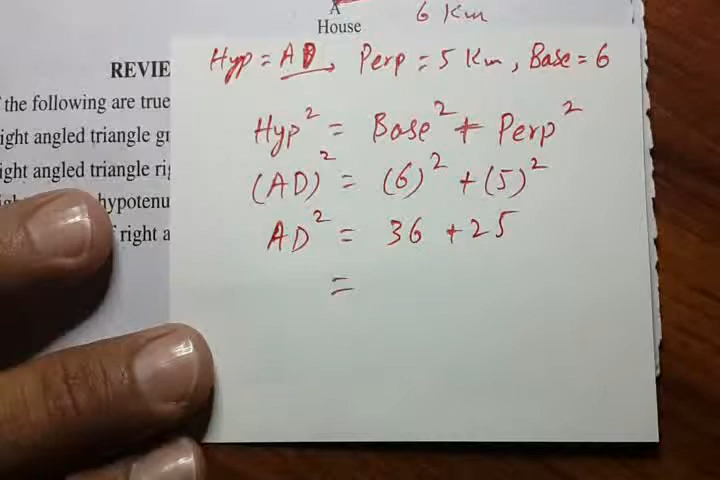 A 6 Km
House
Hyp = AD Perp = 5 Km, Base = 6
REVIE
the following are true
Hyp² = Base² + Perp²
ight angled triangle gr
ight angled triangle rig
(AD)² = (6)² + (5)²
hypotenu
right a
AD² = 36 + 25
=